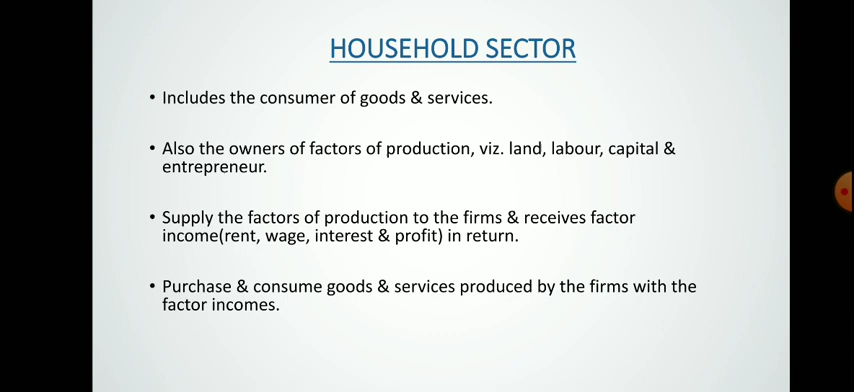 HOUSEHOLD SECTOR
• Includes the consumer of goods & services.
• Also the owners of factors of production, viz. land, labour, capital &
entrepreneur.
• Supply the factors of production to the firms & receives factor
income(rent, wage, interest & profit) in return.
• Purchase & consume goods & services produced by the firms with the
factor incomes.